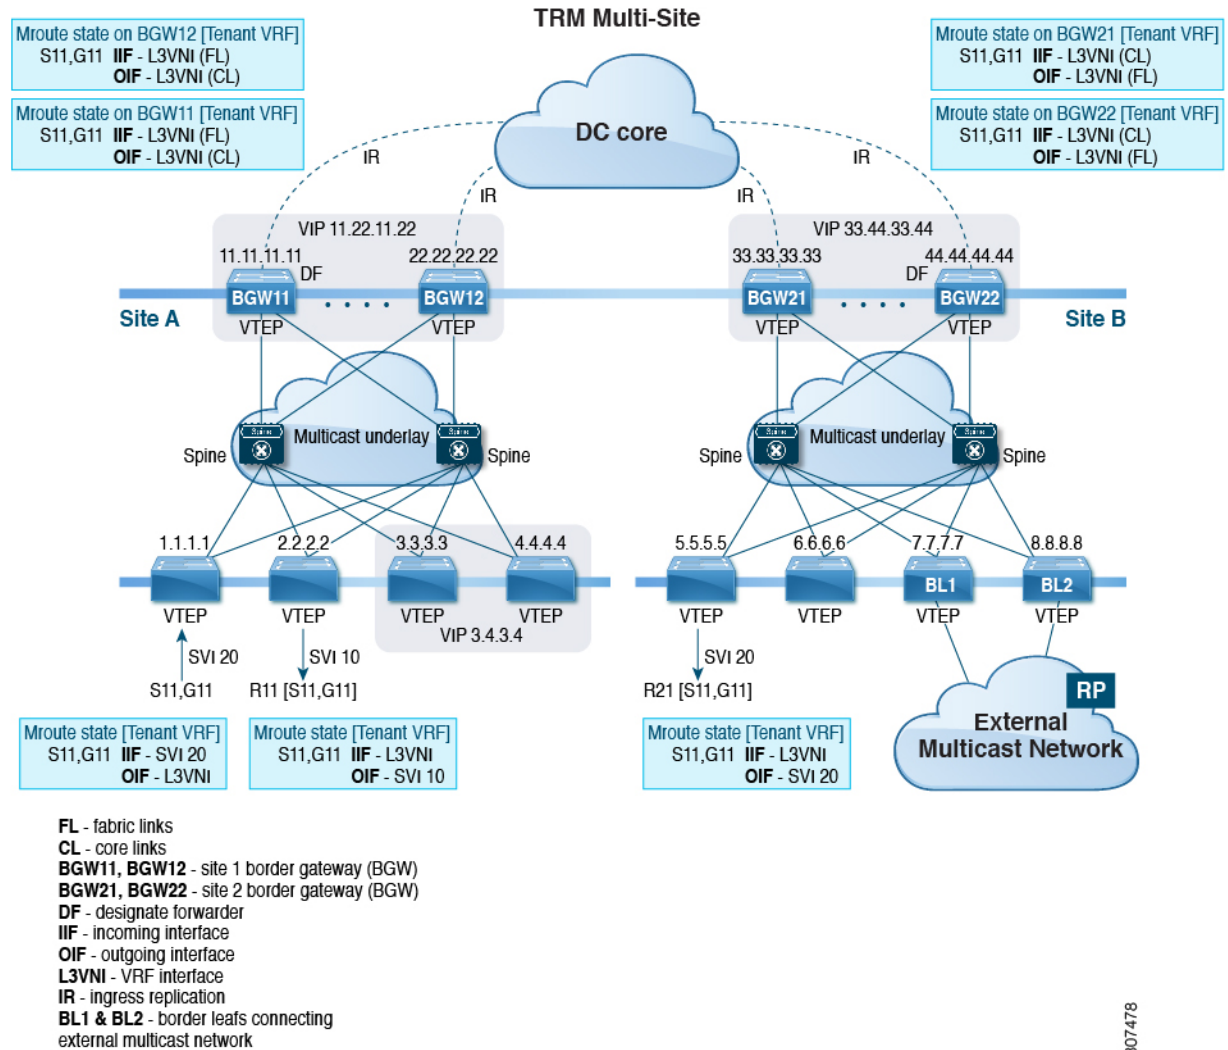 TRM Multi-Site
Mroute state on BGW12 [Tenant VRF]
S11,G11 IIF - L3VNI (FL)
OIF - L3VNI (CL)
Mroute state on BGW11 [Tenant VRF]
S11,G11 IIF - L3VNI (FL)
OIF - L3VNI (CL)
Mroute state on BGW21 [Tenant VRF]
S11,G11 IIF - L3VNI (CL)
OIF - L3VNI (FL)
Mroute state on BGW22 [Tenant VRF]
S11,G11 IIF - L3VNI (CL)
OIF - L3VNI (FL)
DC core
IR
IR
IR
IR
VIP 11.22.11.22
11.11.11.11
22.22.22.22
DF
BGW11
BGW12
VTEP
VTEP
Site A
VIP 33.44.33.44
33.33.33.33
44.44.44.44
DF
BGW21
BGW22
VTEP
VTEP
Site B
Spine
Spine
Multicast underlay
Spine
Spine
Spine
Spine
Multicast underlay
Spine
Spine
1.1.1.1
2.2.2.2
3.3.3.3
4.4.4.4
VTEP
VTEP
VTEP
VTEP
VIP 3.4.3.4
SVI 20
SVI 10
S11,G11
R11 [S11,G11]
5.5.5.5
6.6.6.6
7.7.7.7
8.8.8.8
BL1
BL2
VTEP
VTEP
VTEP
VTEP
SVI 20
R21 [S11,G11]
RP
External
Multicast Network
Mroute state [Tenant VRF]
S11,G11 IIF - SVI 20
OIF - L3VNI
Mroute state [Tenant VRF]
S11,G11 IIF - L3VNI
OIF - SVI 10
Mroute state [Tenant VRF]
S11,G11 IIF - L3VNI
OIF - SVI 20
FL - fabric links
CL - core links
BGW11, BGW12 - site 1 border gateway (BGW)
BGW21, BGW22 - site 2 border gateway (BGW)
DF - designate forwarder
IIF - incoming interface
OIF - outgoing interface
L3VNI - VRF interface
IR - ingress replication
BL1 & BL2 - border leafs connecting
external multicast network